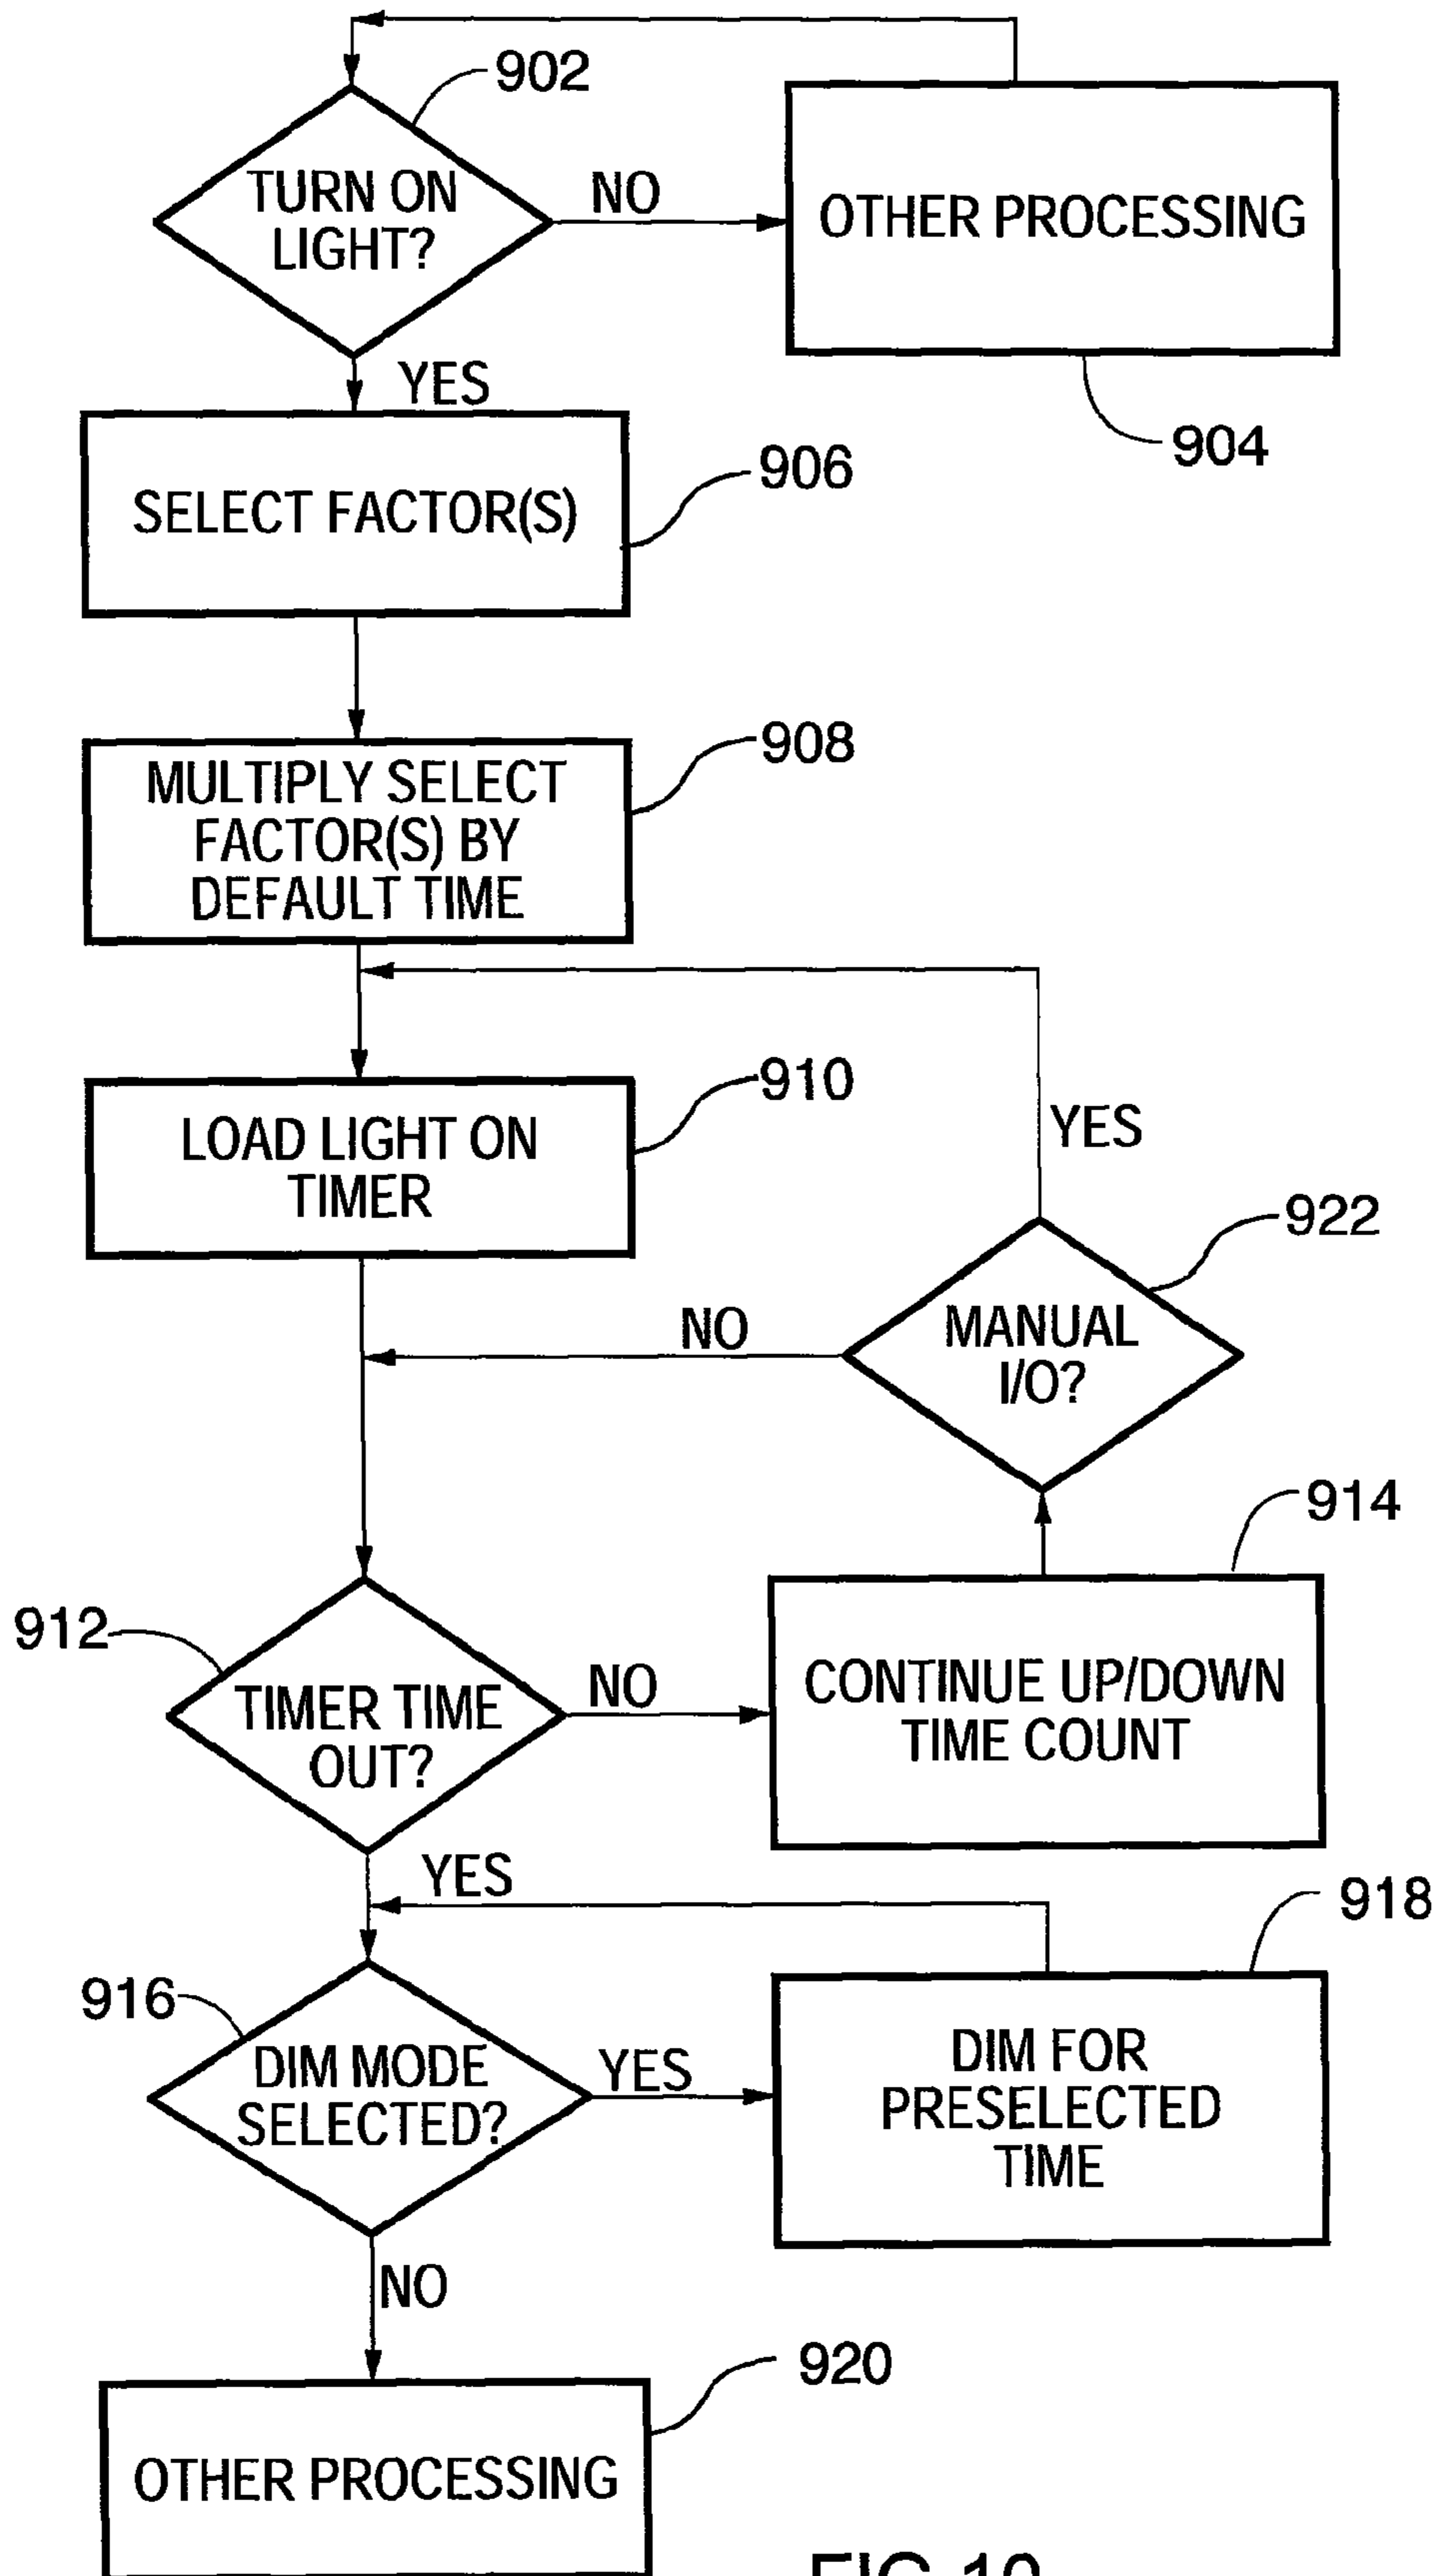 902
TURN ON
LIGHT?
NO
OTHER PROCESSING
904
YES
SELECT FACTOR(S)
906
MULTIPLY SELECT
FACTOR(S) BY
DEFAULT TIME
908
LOAD LIGHT ON
TIMER
910
YES
922
MANUAL
I/O?
NO
914
912
TIMER TIME
OUT?
NO
CONTINUE UP/DOWN
TIME COUNT
YES
918
916
DIM MODE
SELECTED?
YES
DIM FOR
PRESELECTED
TIME
NO
920
OTHER PROCESSING